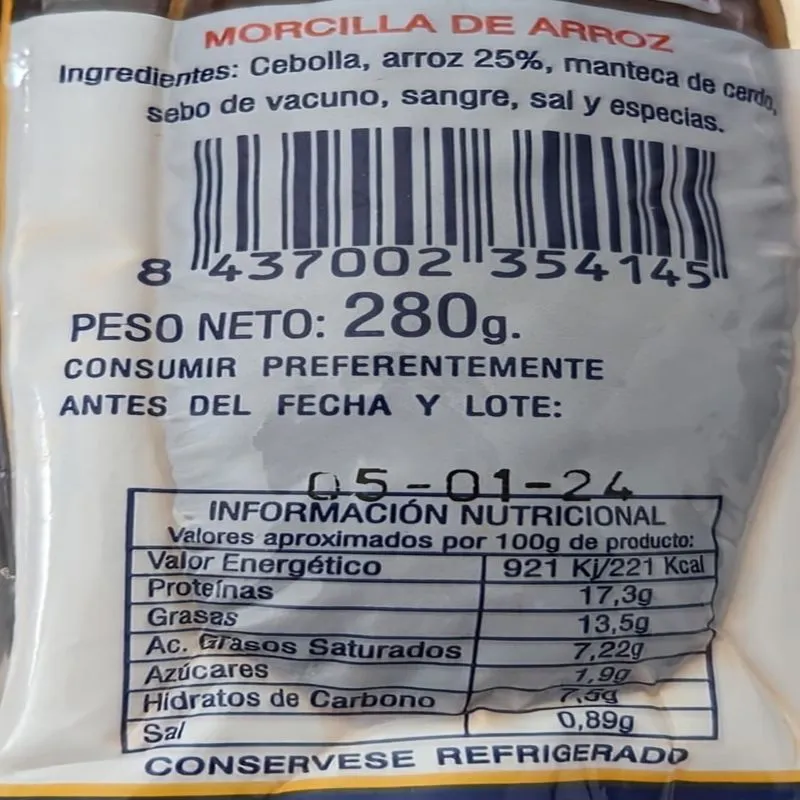 MORCILLA DE ARROZ
Ingredientes: Cebolla, arroz 25%, manteca de cerdo,
sebo de vacuno, sangre, sal y especias.
8 437002 354145
PESO NETO: 280g.
CONSUMIR PREFERENTEMENTE
ANTES DEL FECHA Y LOTE:
05-01-24
INFORMACIÓN NUTRICIONAL
Valores aproximados por 100g de producto:
Valor Energético 921 Kj/221 Kcal
Proteínas 17,3g
Grasas 13,5g
Ac. Grasos Saturados 7,22g
Azúcares 1,9g
Hidratos de Carbono 7,5g
Sal 0,89g
CONSERVESE REFRIGERADO